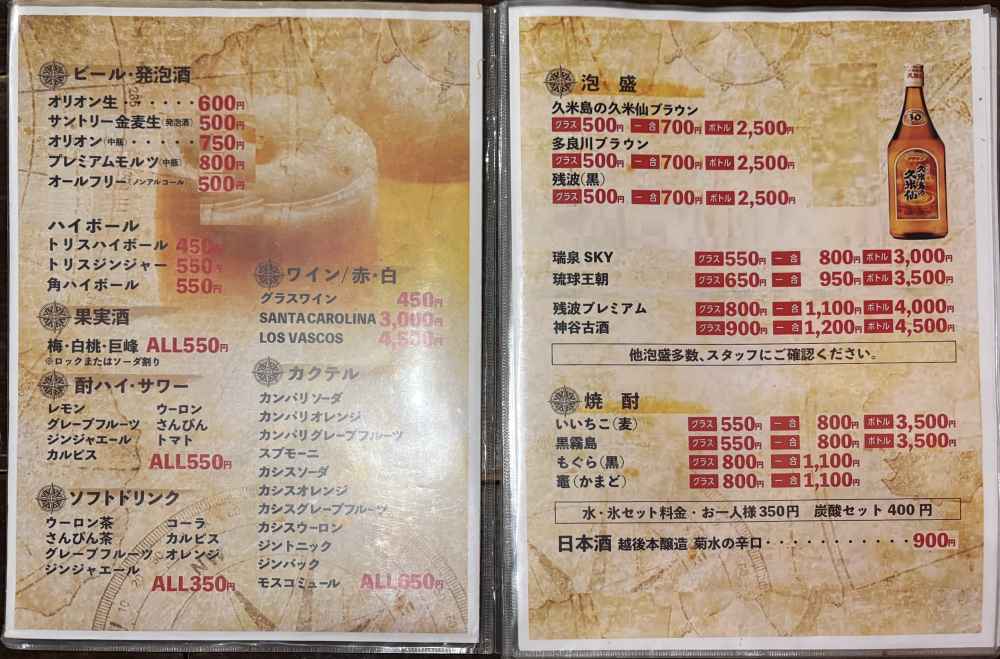 ビール・発泡酒
オリオン生・・・・・・600円
サントリー金麦生(発泡酒) 500円
オリオン(中瓶)・・・・・750円
プレミアムモルツ(中瓶) 800円
オールフリー ノンアルコール 500円
ハイボール
トリスハイボール 450円
トリスジンジャー 550円
角ハイボール 550円
果実酒
梅・白桃・巨峰 ALL550円
※ロックまたはソーダ割り
酎ハイ・サワー
レモン ウーロン
グレープフルーツ さんぴん
ジンジャエール トマト
カルピス ALL550円
ソフトドリンク
ウーロン茶 コーラ
さんぴん茶 カルピス
グレープフルーツ オレンジ
ジンジャエール
ALL350円
ワイン/赤・白
グラスワイン 450円
SANTA CAROLINA 3,000円
LOS VASCOS 4,500円
カクテル
カンパリソーダ
カンパリオレンジ
カンパリグレープフルーツ
スプモーニ
カシスソーダ
カシスオレンジ
カシスグレープフルーツ
カシスウーロン
ジントニック
ジンバック
モスコミュール ALL650円
泡 盛
久米島の久米仙ブラウン
グラス 500円 一合 700円 ボトル 2,500円
多良川ブラウン
グラス 500円 一合 700円 ボトル 2,500円
残波(黒)
グラス 500円 一合 700円 ボトル 2,500円
久米島の
久米仙
瑞泉 SKY グラス 550円 一合 800円 ボトル 3,000円
琉球王朝 グラス 650円 一合 950円 ボトル 3,500円
残波プレミアム グラス 800円 一合 1,100円 ボトル 4,000円
神谷古酒 グラス 900円 一合 1,200円 ボトル 4,500円
他泡盛多数、スタッフにご確認ください。
焼 酎
いいちこ(麦) グラス 550円 一合 800円 ボトル 3,500円
黒霧島 グラス 550円 一合 800円 ボトル 3,500円
もぐら(黒) グラス 800円 一合 1,100円
竈(かまど) グラス 800円 一合 1,100円
水・氷セット料金・お一人様350円 炭酸セット 400円
日本酒 越後本醸造 菊水の辛口・・・・・・・・・・・・900円